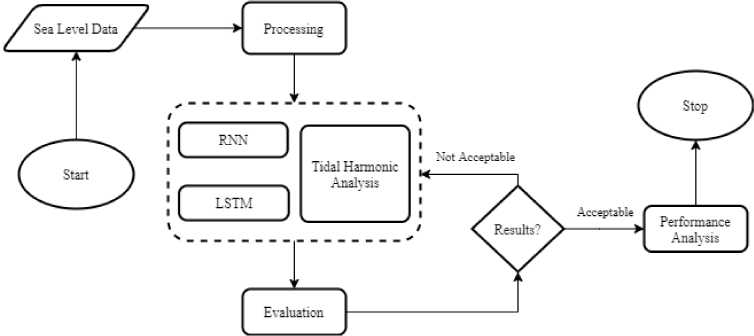 Sea Level Data
Processing
Start
RNN
LSTM
Tidal Harmonic
Analysis
Evaluation
Not Acceptable
Results?
Acceptable
Performance
Analysis
Stop